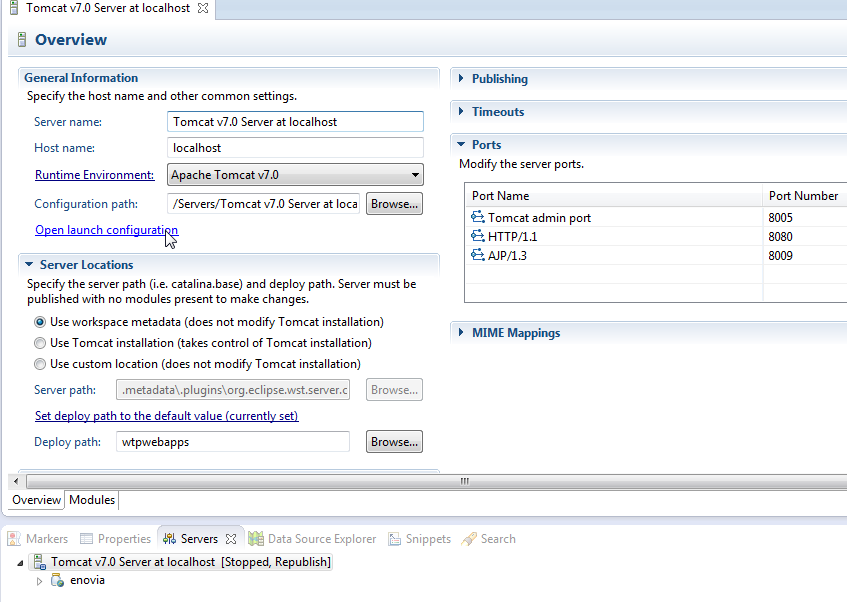 Tomcat v7.0 Server at localhost
Overview
General Information
Specify the host name and other common settings.
Server name: Tomcat v7.0 Server at localhost
Host name: localhost
Runtime Environment: Apache Tomcat v7.0
Configuration path: /Servers/Tomcat v7.0 Server at loca Browse...
Open launch configuration
Server Locations
Specify the server path (i.e. catalina.base) and deploy path. Server must be
published with no modules present to make changes.
Use workspace metadata (does not modify Tomcat installation)
Use Tomcat installation (takes control of Tomcat installation)
Use custom location (does not modify Tomcat installation)
Server path: .metadata\.plugins\org.eclipse.wst.server.c Browse...
Set deploy path to the default value (currently set)
Deploy path: wtpwebapps Browse...
Publishing
Timeouts
Ports
Modify the server ports.
Port Name Port Number
Tomcat admin port 8005
HTTP/1.1 8080
AJP/1.3 8009
MIME Mappings
Overview Modules
Markers Properties Servers Data Source Explorer Snippets Search
Tomcat v7.0 Server at localhost [Stopped, Republish]
enovia